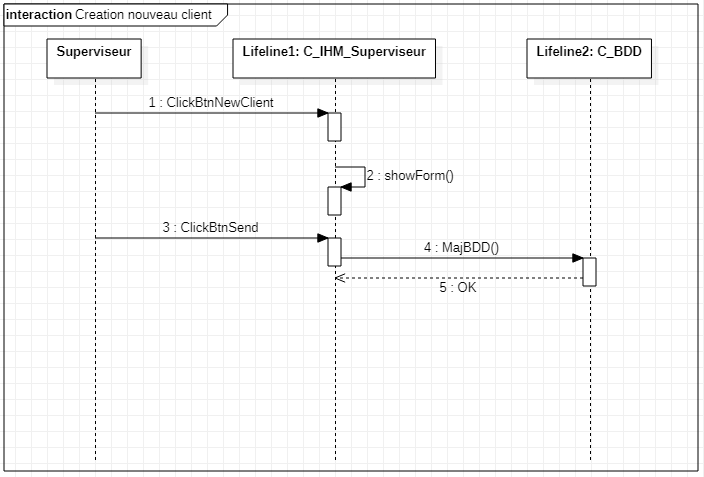 interaction Creation nouveau client
Superviseur
Lifeline1: C_IHM_Superviseur
Lifeline2: C_BDD
1 : ClickBtnNewClient
2 : showForm()
3 : ClickBtnSend
4 : MajBDD()
5 : OK